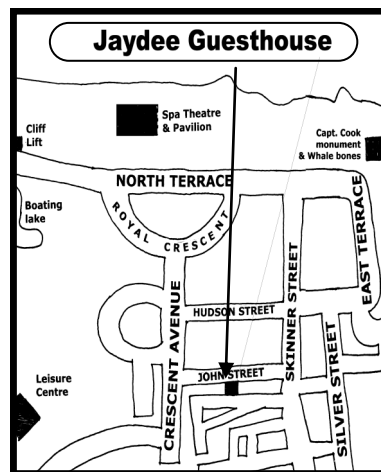 Jaydee Guesthouse
Spa Theatre
& Pavilion
Cliff
Lift
Capt. Cook
monument
& Whale bones
NORTH TERRACE
Boating
lake
ROYAL CRESCENT
EAST TERRACE
HUDSON STREET
SKINNER STREET
CRESCENT AVENUE
JOHN STREET
SILVER STREET
Leisure
Centre